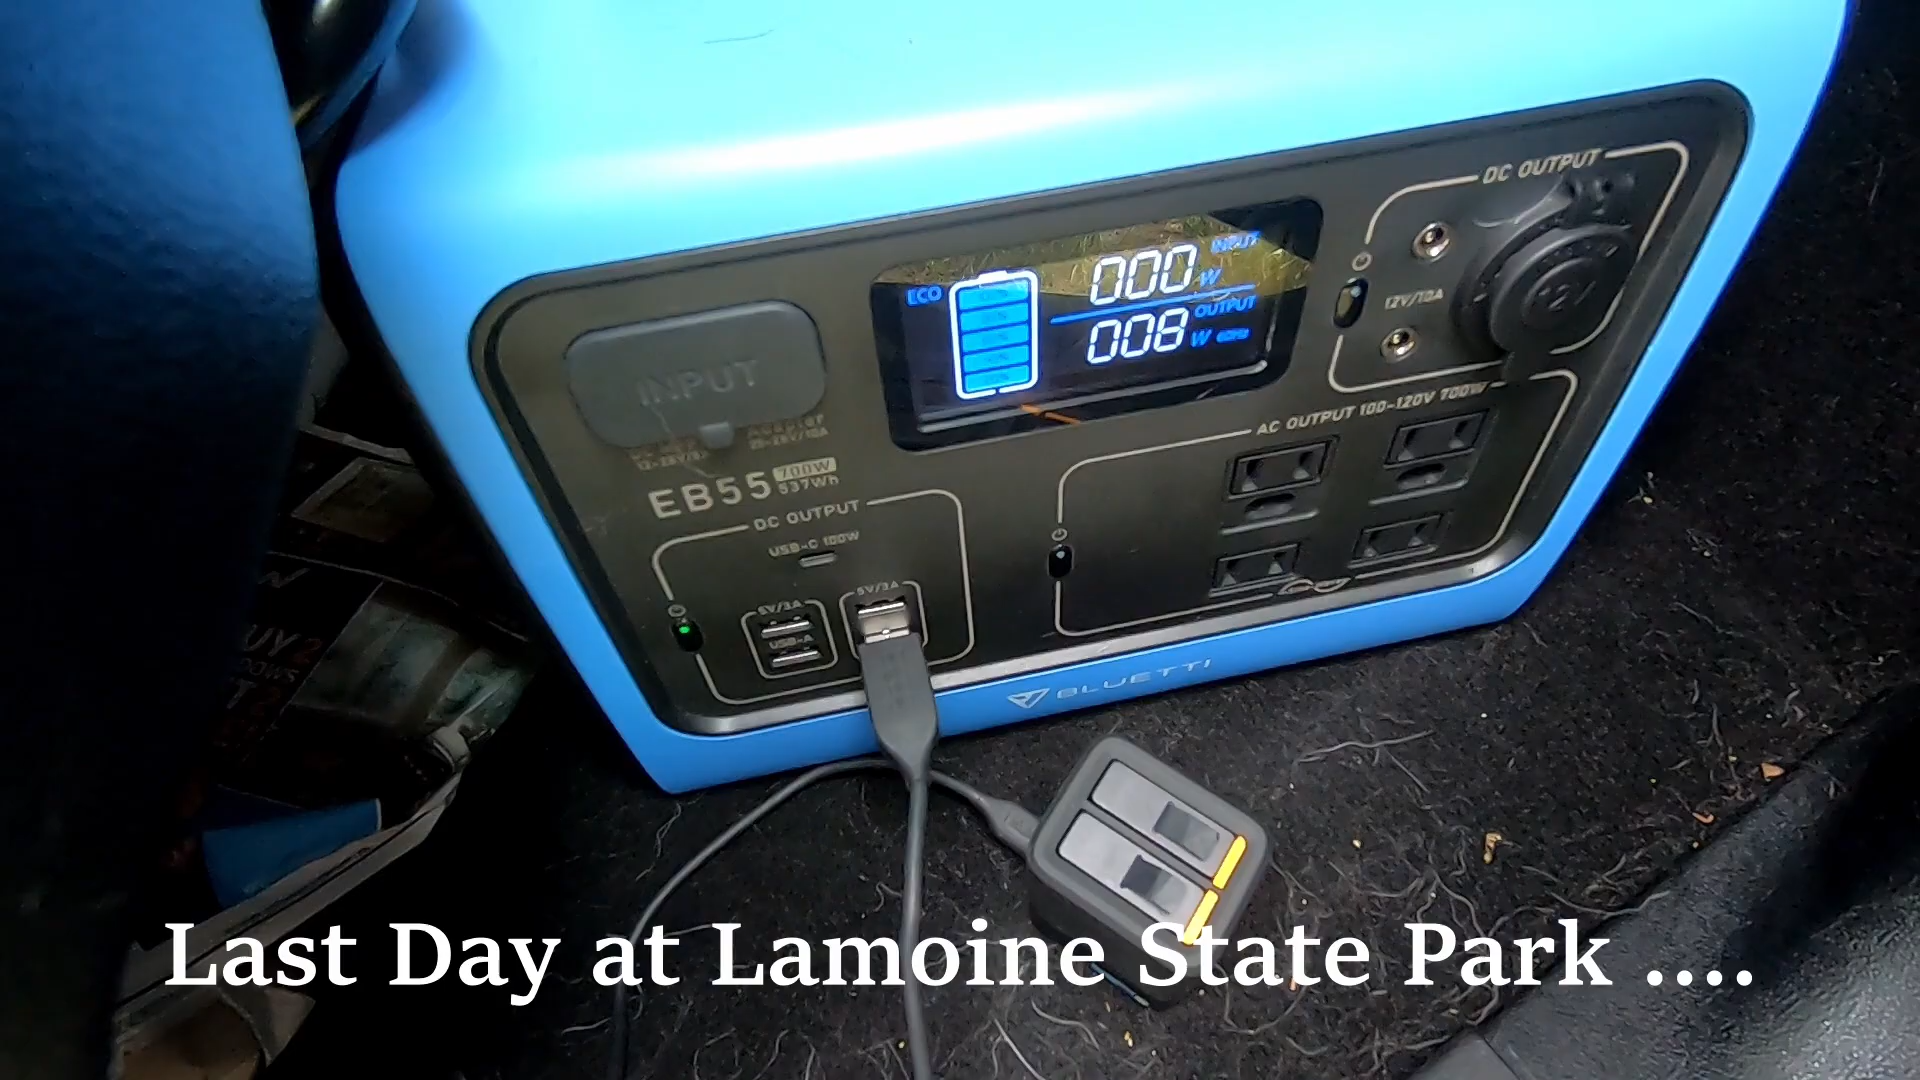 DC OUTPUT
INPUT
000 W
ECO
OUTPUT
008 W
12V/10A
12V
INPUT
AC OUTPUT 100-120V 700W
EB55 700W
537Wh
DC OUTPUT
USB-C 100W
5V/3A
5V/3A
USB-A
BLUETTI
Last Day at Lamoine State Park ....